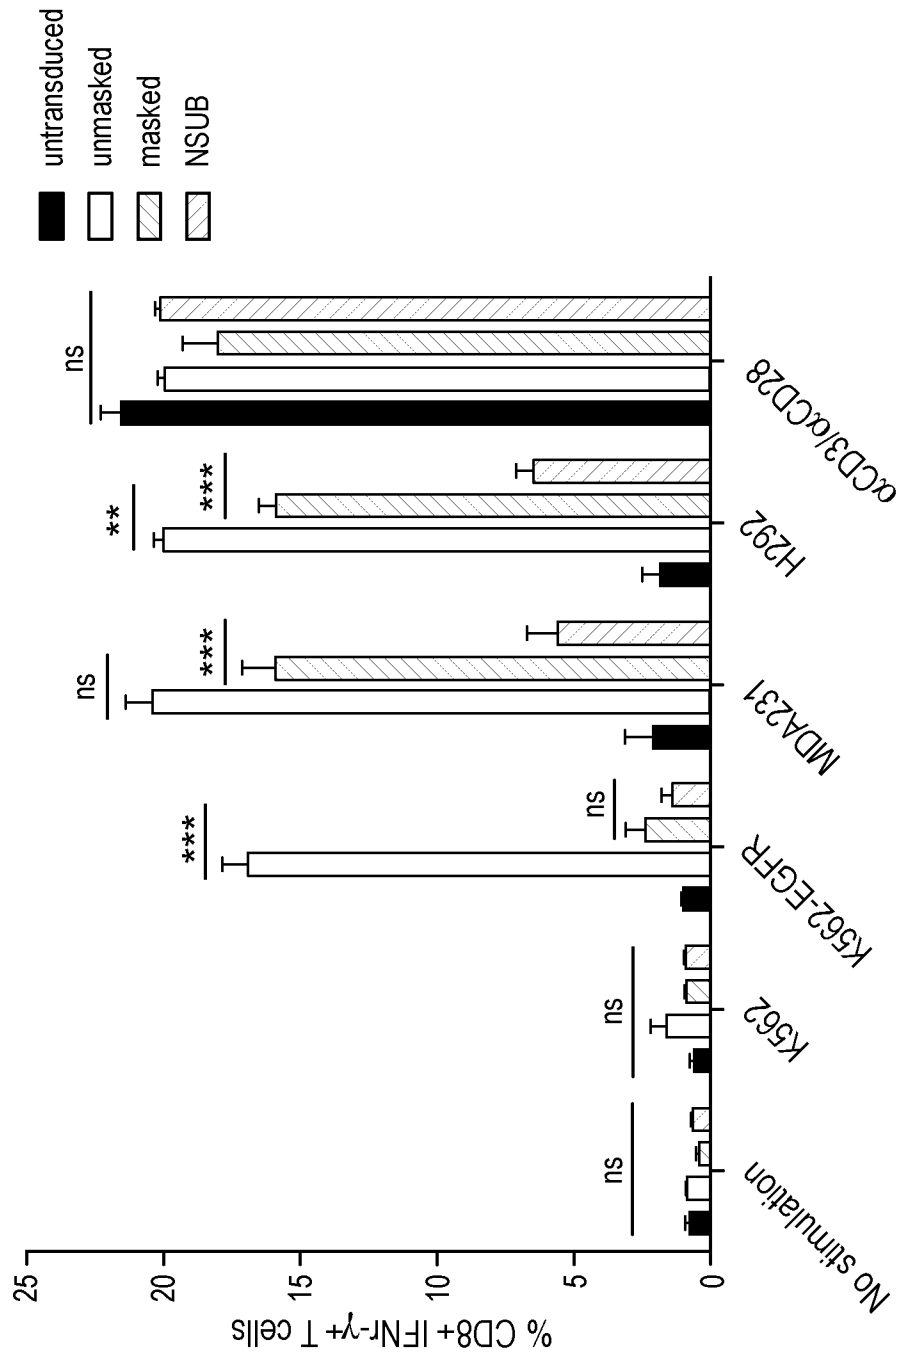 untransduced
unmasked
masked
NSUB
% CD8+ IFNr-γ+ T cells
25
20
15
10
5
0
ns
ns
***
ns
ns
***
**
***
ns
No stimulation
K562
K562-EGFR
MDA231
H292
αCD3/αCD28